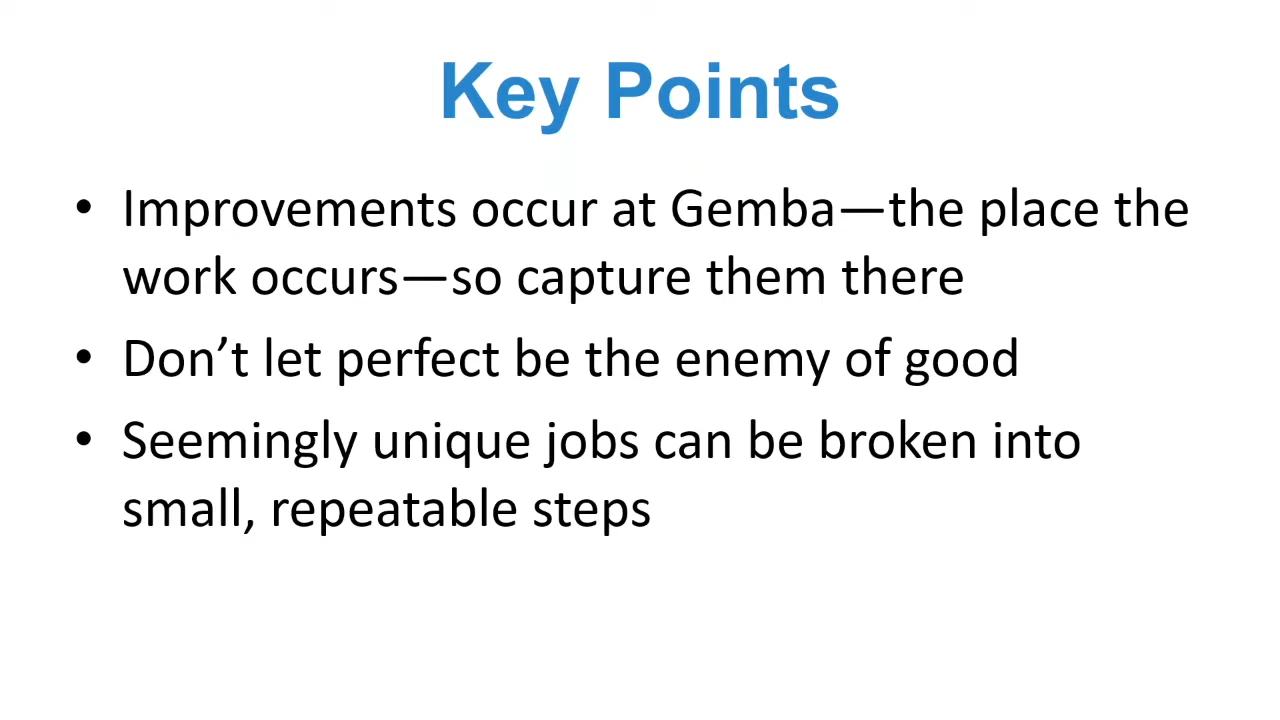 Key Points
• Improvements occur at Gemba—the place the
work occurs—so capture them there
• Don’t let perfect be the enemy of good
• Seemingly unique jobs can be broken into
small, repeatable steps